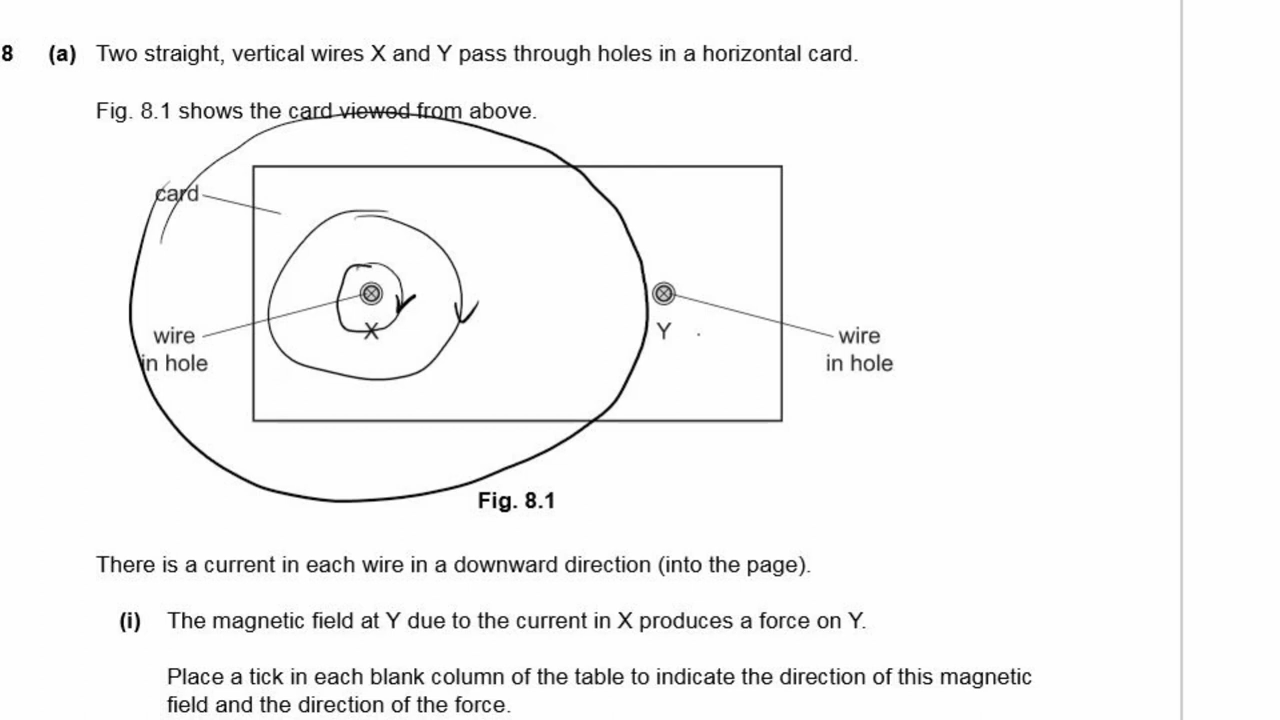 8 (a) Two straight, vertical wires X and Y pass through holes in a horizontal card.
Fig. 8.1 shows the card viewed from above.
card
wire
in hole
X
Y
wire
in hole
Fig. 8.1
There is a current in each wire in a downward direction (into the page).
(i) The magnetic field at Y due to the current in X produces a force on Y.
Place a tick in each blank column of the table to indicate the direction of this magnetic
field and the direction of the force.